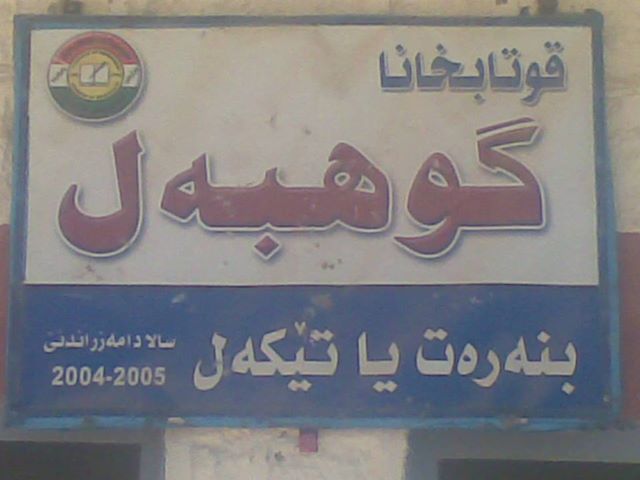 قوتابخانا
گوهبەل
بنەرەت یا تێکەل
سالا دامەزراندنێ
2004-2005